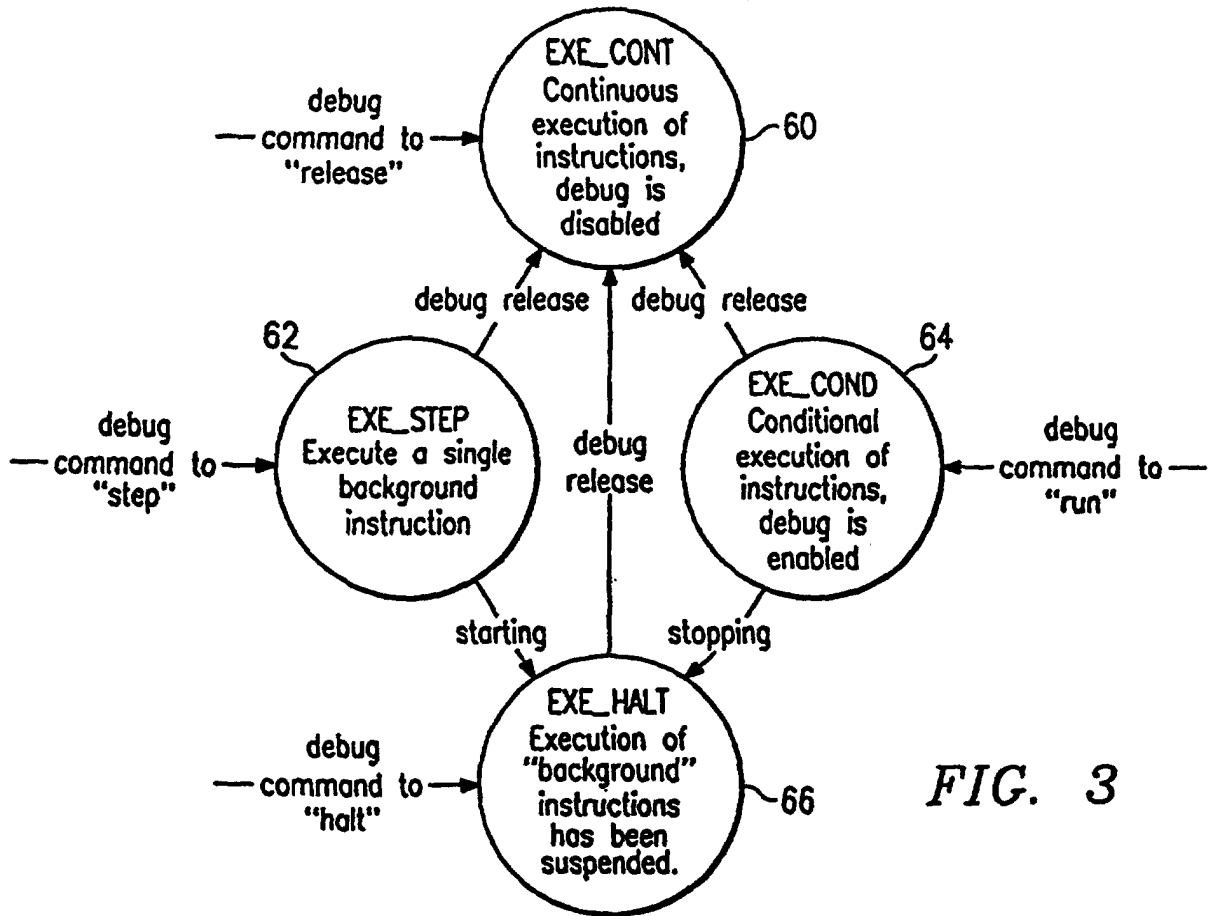 EXE_CONT
Continuous
execution of
instructions,
debug is
disabled
60
debug
command to
"release"
debug release
debug release
62
64
EXE_STEP
Execute a single
background
instruction
debug
command to
"step"
debug
release
EXE_COND
Conditional
execution of
instructions,
debug is
enabled
debug
command to
"run"
starting
stopping
EXE_HALT
Execution of
"background"
instructions
has been
suspended.
66
debug
command to
"halt"
FIG. 3